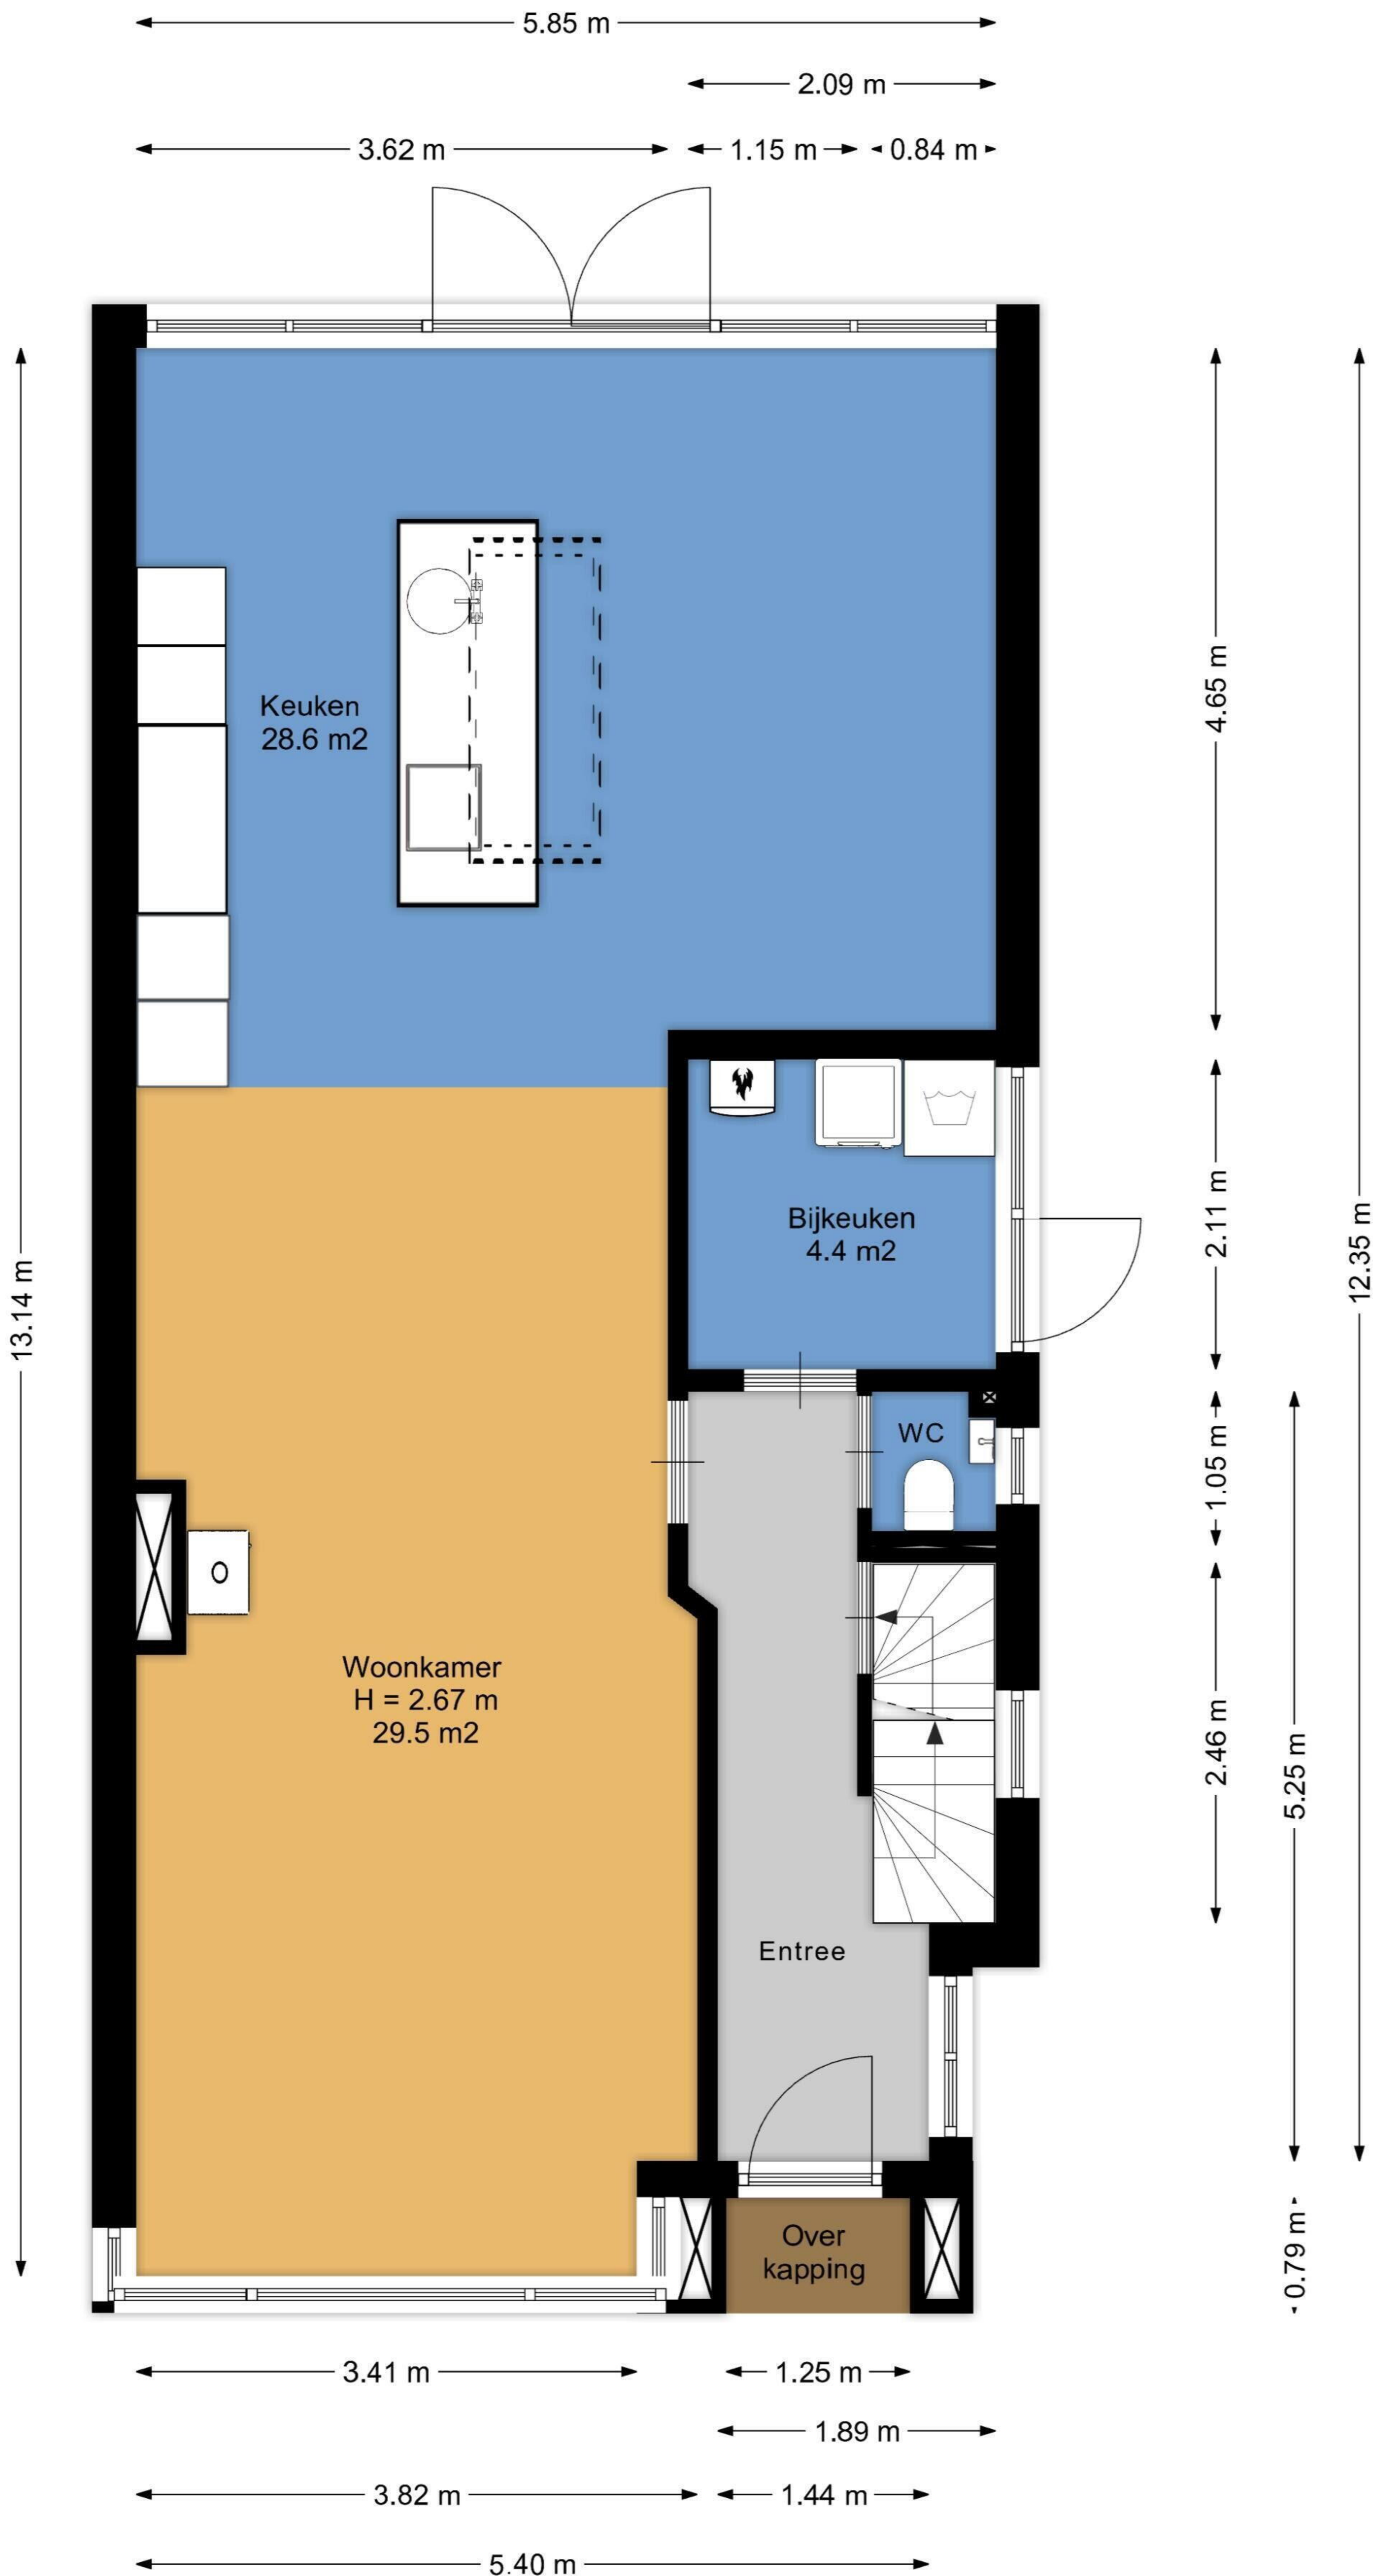 5.85 m
2.09 m
3.62 m
1.15 m
0.84 m
4.65 m
Keuken
28.6 m2
2.11 m
Bijkeuken
4.4 m2
12.35 m
13.14 m
WC
1.05 m
Woonkamer
H = 2.67 m
29.5 m2
2.46 m
5.25 m
Entree
Over
kapping
0.79 m
3.41 m
1.25 m
1.89 m
3.82 m
1.44 m
5.40 m